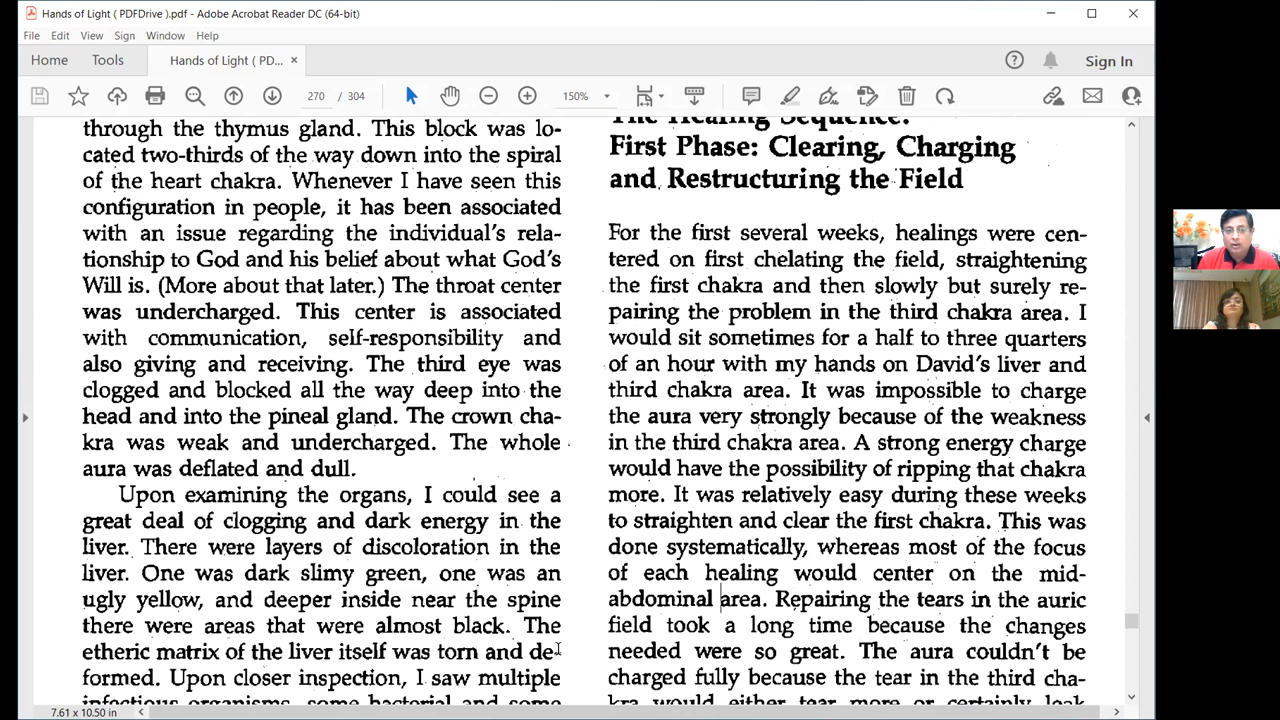 Hands of Light ( PDFDrive ).pdf - Adobe Acrobat Reader DC (64-bit)
File Edit View Sign Window Help
Home Tools Hands of Light ( PD... × Sign In
270 / 304 150%
through the thymus gland. This block was lo-
cated two-thirds of the way down into the spiral
of the heart chakra. Whenever I have seen this
configuration in people, it has been associated
with an issue regarding the individual's rela-
tionship to God and his belief about what God's
Will is. (More about that later.) The throat center
was undercharged. This center is associated
with communication, self-responsibility and
also giving and receiving. The third eye was
clogged and blocked all the way deep into the
head and into the pineal gland. The crown cha-
kra was weak and undercharged. The whole
aura was deflated and dull.
Upon examining the organs, I could see a
great deal of clogging and dark energy in the
liver. There were layers of discoloration in the
liver. One was dark slimy green, one was an
ugly yellow, and deeper inside near the spine
there were areas that were almost black. The
etheric matrix of the liver itself was torn and de-
formed. Upon closer inspection, I saw multiple
infectious organisms, some bacterial and some
The Healing Sequence:
First Phase: Clearing, Charging
and Restructuring the Field
For the first several weeks, healings were cen-
tered on first chelating the field, straightening
the first chakra and then slowly but surely re-
pairing the problem in the third chakra area. I
would sit sometimes for a half to three quarters
of an hour with my hands on David's liver and
third chakra area. It was impossible to charge
the aura very strongly because of the weakness
in the third chakra area. A strong energy charge
would have the possibility of ripping that chakra
more. It was relatively easy during these weeks
to straighten and clear the first chakra. This was
done systematically, whereas most of the focus
of each healing would center on the mid-
abdominal area. Repairing the tears in the auric
field took a long time because the changes
needed were so great. The aura couldn't be
charged fully because the tear in the third cha-
kra would either tear more or certainly leak
7.61 x 10.50 in